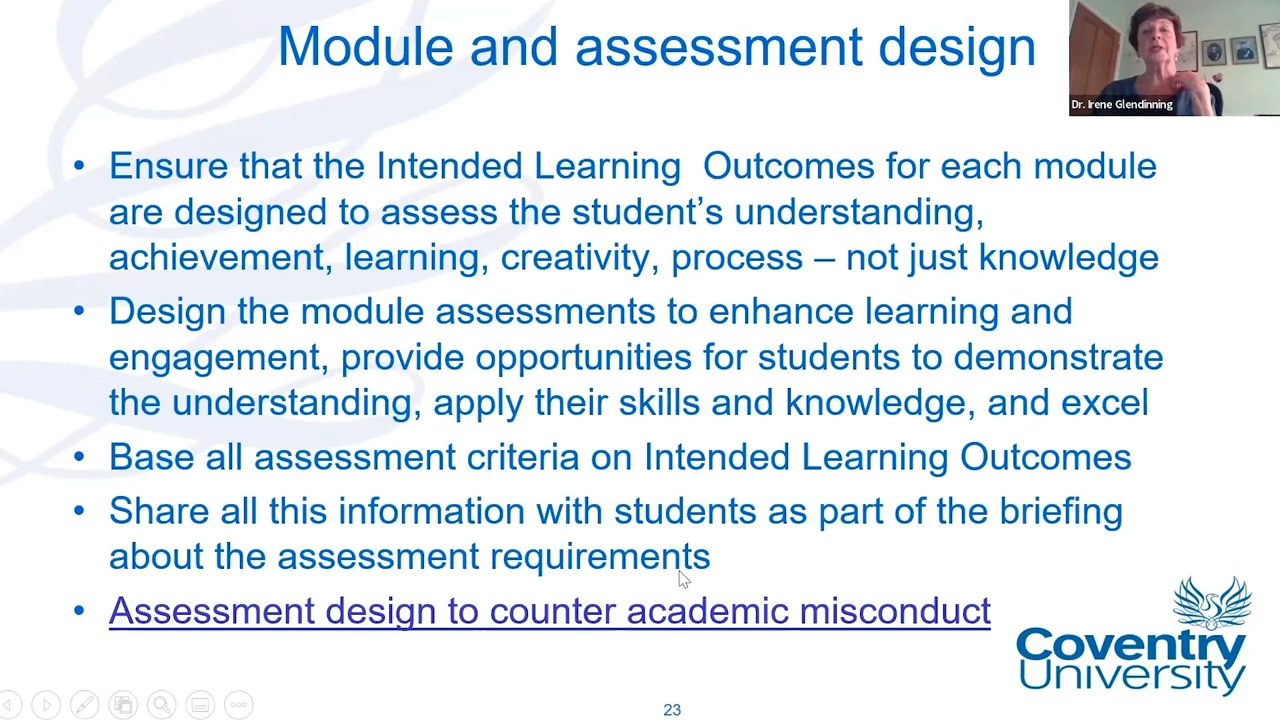 Module and assessment design
Dr. Irene Glendinning
• Ensure that the Intended Learning  Outcomes for each module
are designed to assess the student’s understanding,
achievement, learning, creativity, process – not just knowledge
• Design the module assessments to enhance learning and
engagement, provide opportunities for students to demonstrate
the understanding, apply their skills and knowledge, and excel
• Base all assessment criteria on Intended Learning Outcomes
• Share all this information with students as part of the briefing
about the assessment requirements
• Assessment design to counter academic misconduct
Coventry
University
23